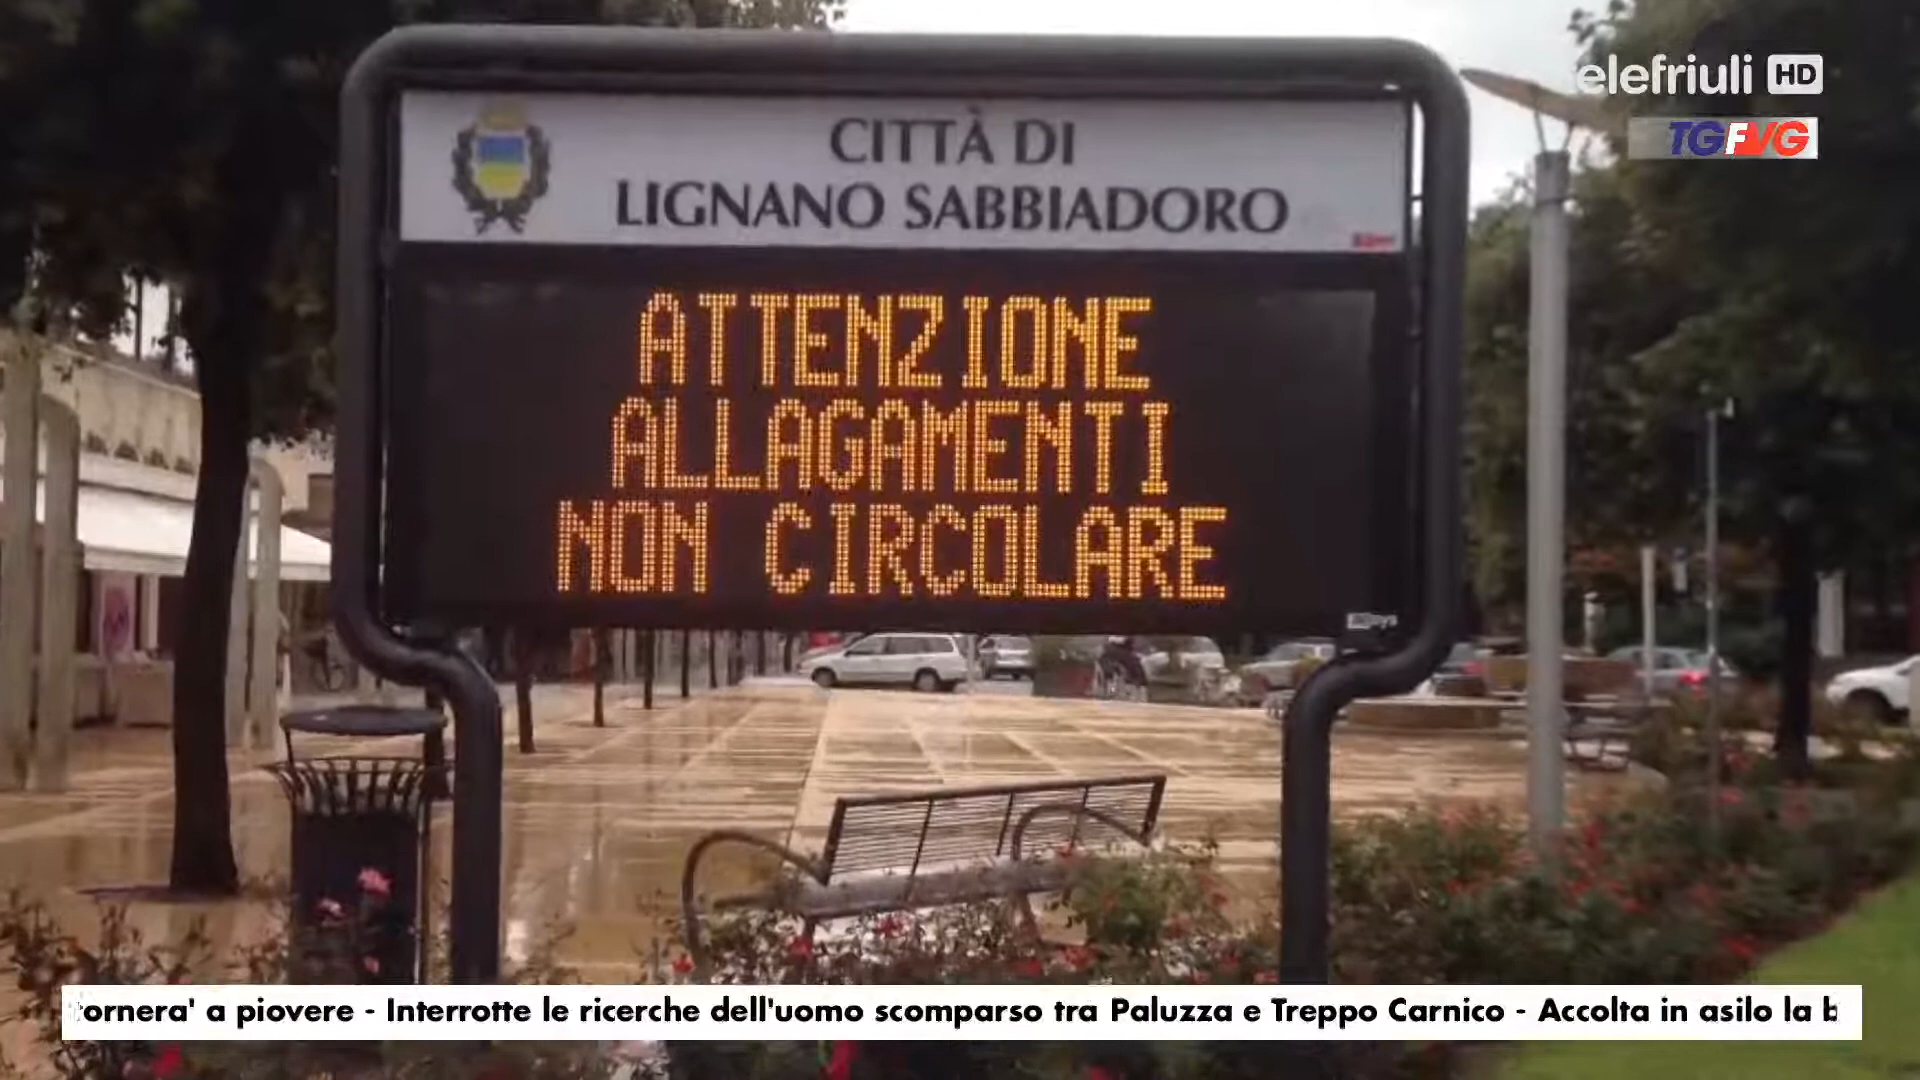 elefriuli HD
TGFVG
CITTÀ DI
LIGNANO SABBIADORO
ATTENZIONE
ALLAGAMENTI
NON CIRCOLARE
tornera' a piovere - Interrotte le ricerche dell'uomo scomparso tra Paluzza e Treppo Carnico - Accolta in asilo la b